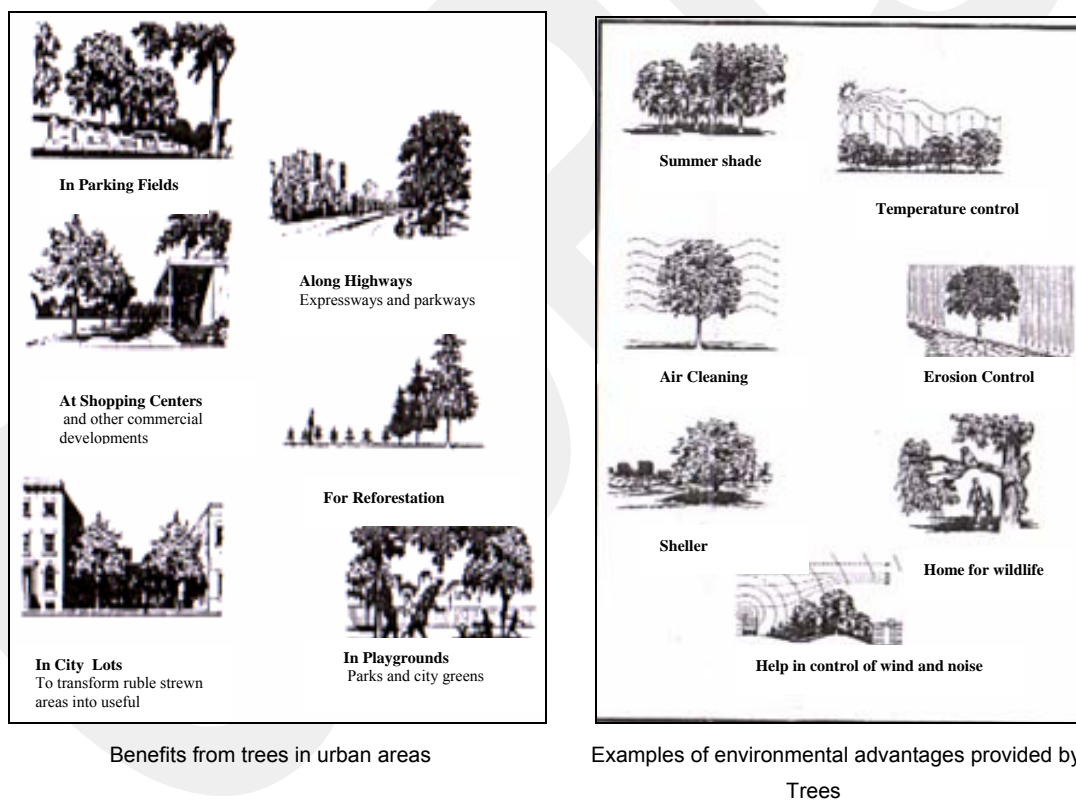 In Parking Fields
Along Highways
Expressways and parkways
At Shopping Centers
and other commercial
developments
For Reforestation
In City Lots
To transform ruble strewn
areas into useful
In Playgrounds
Parks and city greens
Benefits from trees in urban areas
Summer shade
Temperature control
Air Cleaning
Erosion Control
Sheller
Home for wildlife
Help in control of wind and noise
Examples of environmental advantages provided by
Trees